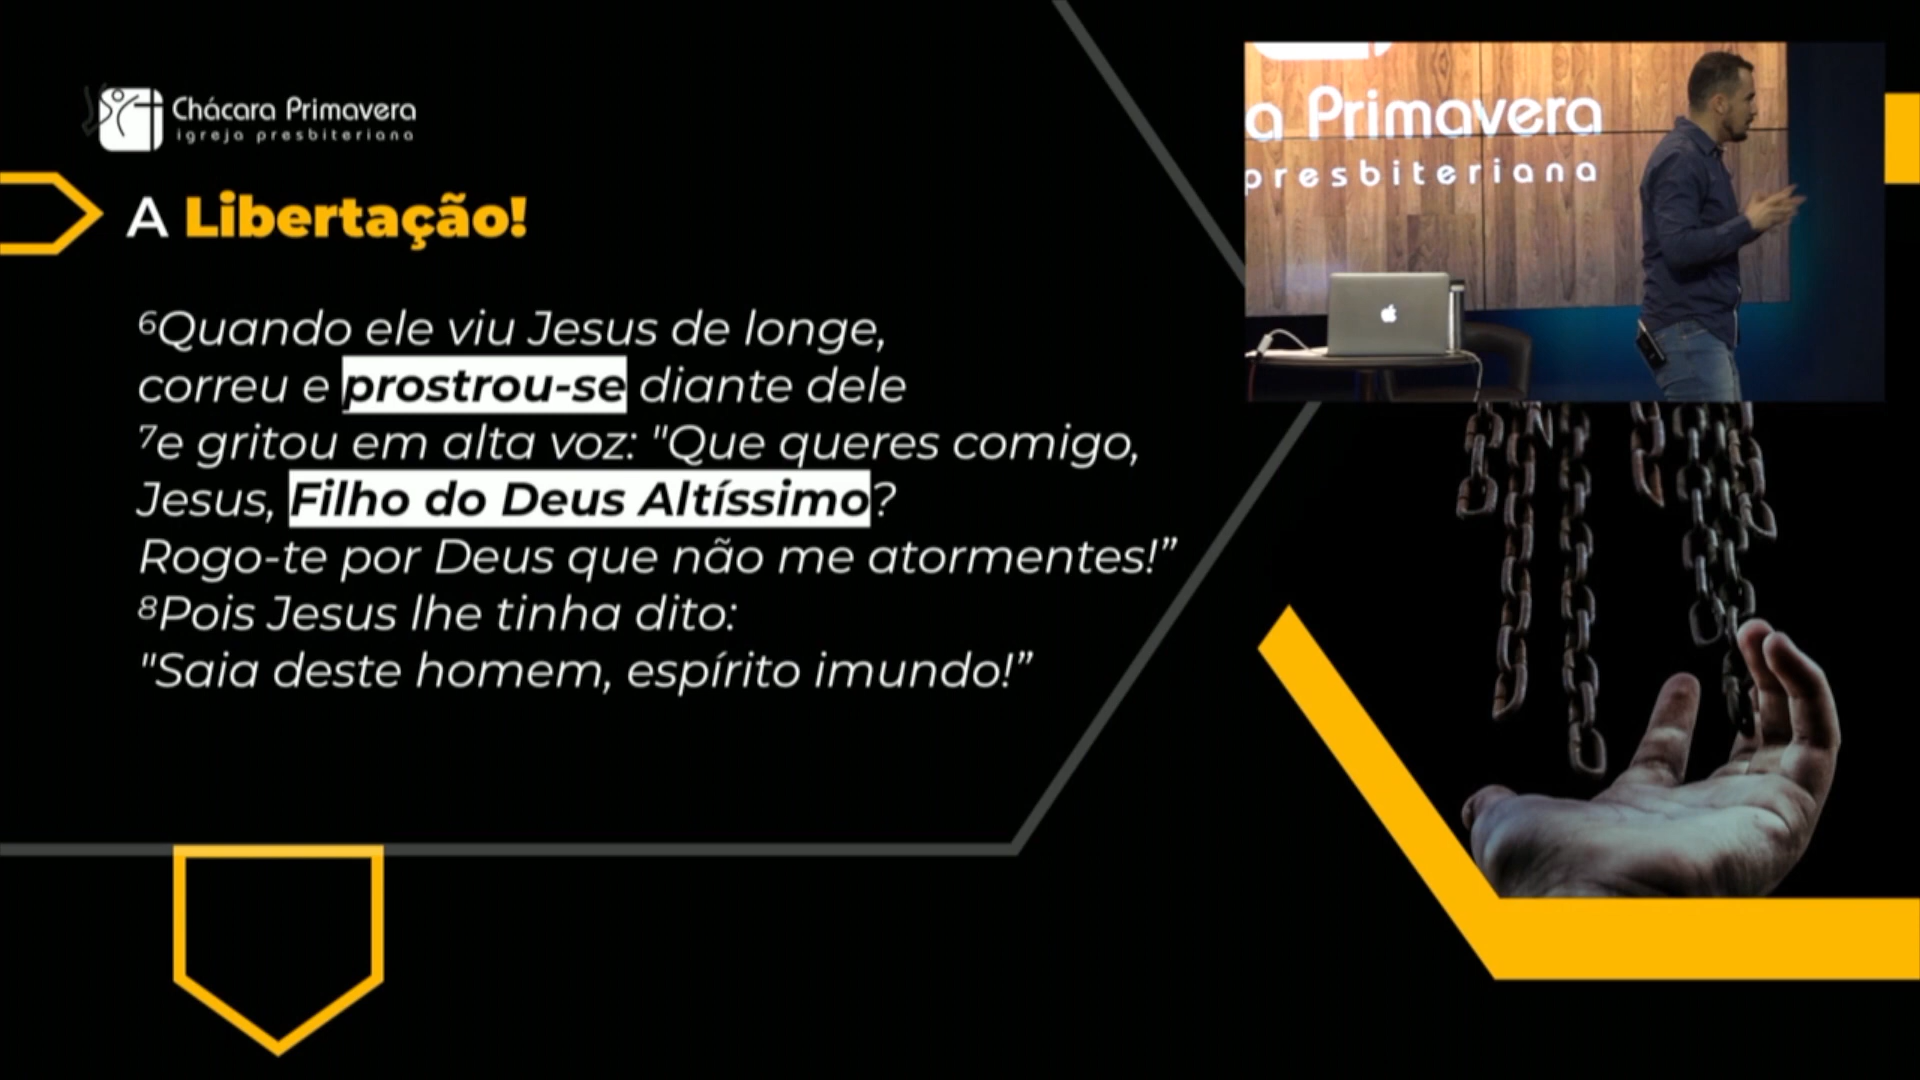 Chácara Primavera
igreja presbiteriana
A Libertação!
⁶Quando ele viu Jesus de longe,
correu e prostrou-se diante dele
⁷e gritou em alta voz: "Que queres comigo,
Jesus, Filho do Deus Altíssimo?
Rogo-te por Deus que não me atormentes!”
⁸Pois Jesus lhe tinha dito:
"Saia deste homem, espírito imundo!”
a Primavera
presbiteriana